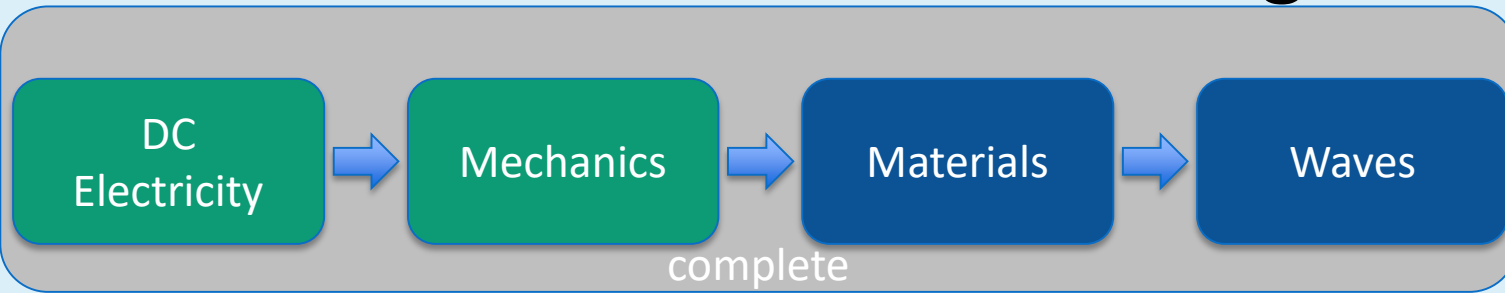 DC
Electricity
Mechanics
Materials
Waves
complete